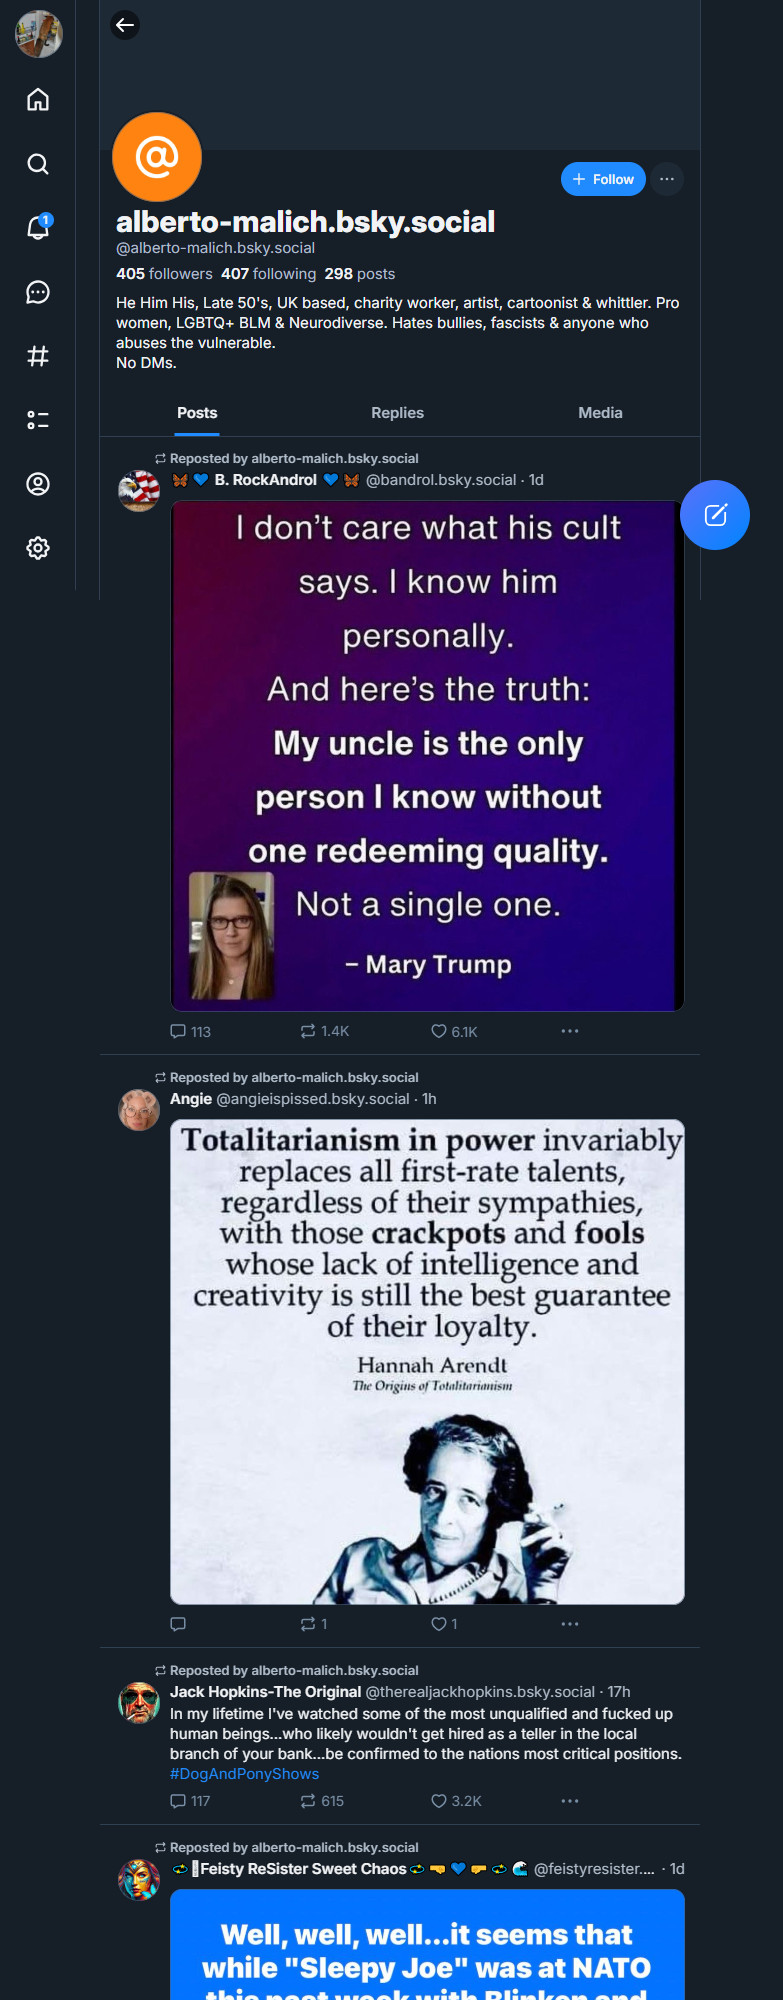 1
@
+ Follow
alberto-malich.bsky.social
@alberto-malich.bsky.social
405 followers 407 following 298 posts
He Him His, Late 50's, UK based, charity worker, artist, cartoonist & whittler. Pro
women, LGBTQ+ BLM & Neurodiverse. Hates bullies, fascists & anyone who
abuses the vulnerable.
No DMs.
Posts Replies Media
Reposted by alberto-malich.bsky.social
🦋 💙 B. RockAndrol 💙 🦋 @bandrol.bsky.social · 1d
I don’t care what his cult
says. I know him
personally.
And here’s the truth:
My uncle is the only
person I know without
one redeeming quality.
Not a single one.
– Mary Trump
113 1.4K 6.1K
Reposted by alberto-malich.bsky.social
Angie @angieispissed.bsky.social · 1h
Totalitarianism in power invariably
replaces all first-rate talents,
regardless of their sympathies,
with those crackpots and fools
whose lack of intelligence and
creativity is still the best guarantee
of their loyalty.
Hannah Arendt
The Origins of Totalitarianism
1 1
Reposted by alberto-malich.bsky.social
Jack Hopkins-The Original @therealjackhopkins.bsky.social · 17h
In my lifetime I've watched some of the most unqualified and fucked up
human beings...who likely wouldn't get hired as a teller in the local
branch of your bank...be confirmed to the nations most critical positions.
#DogAndPonyShows
117 615 3.2K
Reposted by alberto-malich.bsky.social
Feisty ReSister Sweet Chaos 💙 🌊 @feistyresister.... · 1d
Well, well, well...it seems that
while "Sleepy Joe" was at NATO
this past week with Blinken and